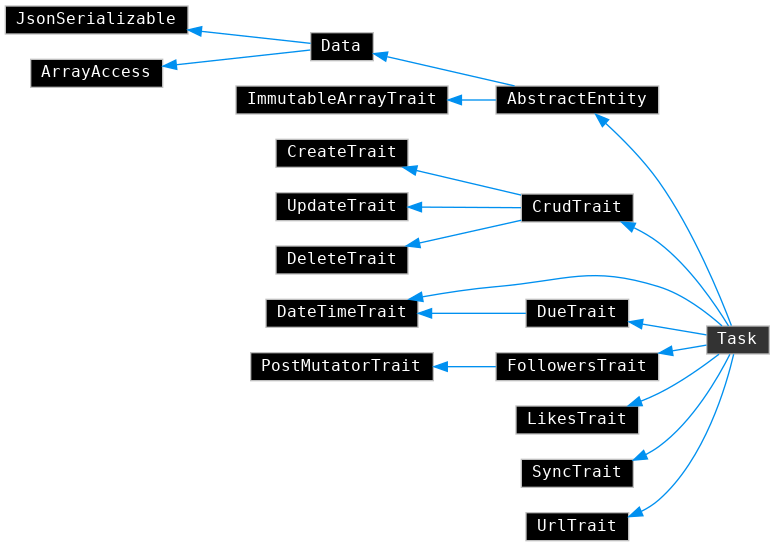 JsonSerializable
Data
ArrayAccess
ImmutableArrayTrait
AbstractEntity
CreateTrait
UpdateTrait
CrudTrait
DeleteTrait
DateTimeTrait
DueTrait
Task
PostMutatorTrait
FollowersTrait
LikesTrait
SyncTrait
UrlTrait